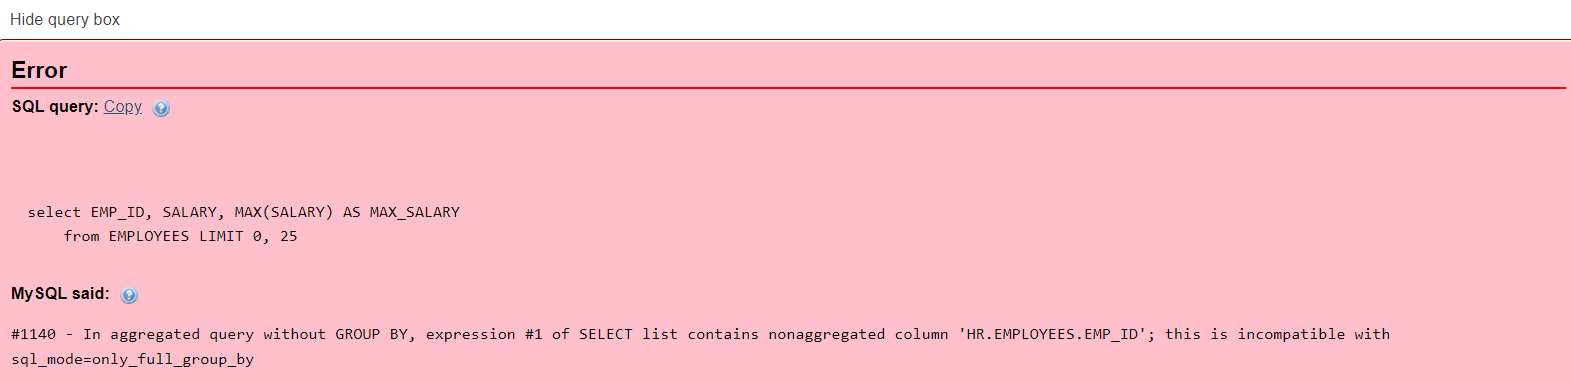 Hide query box
Error
SQL query: Copy
select EMP_ID, SALARY, MAX(SALARY) AS MAX_SALARY
from EMPLOYEES LIMIT 0, 25
MySQL said:
#1140 - In aggregated query without GROUP BY, expression #1 of SELECT list contains nonaggregated column 'HR.EMPLOYEES.EMP_ID'; this is incompatible with
sql_mode=only_full_group_by